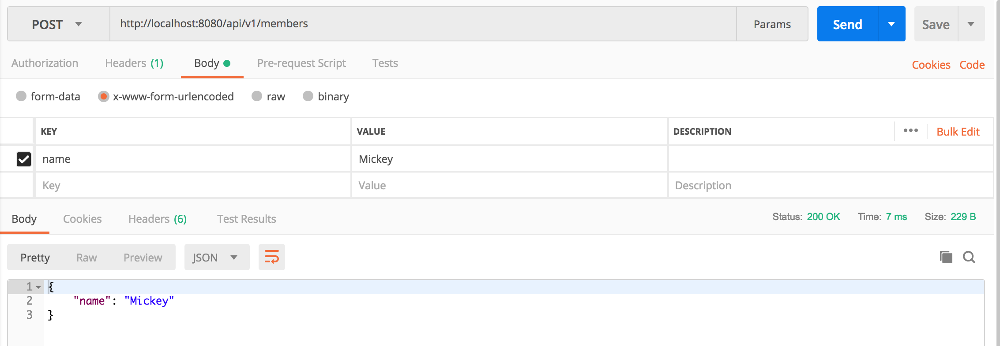 POST http://localhost:8080/api/v1/members Params Send Save
Authorization Headers (1) Body Pre-request Script Tests Cookies Code
form-data x-www-form-urlencoded raw binary
KEY VALUE DESCRIPTION ••• Bulk Edit
name Mickey
Key Value Description
Body Cookies Headers (6) Test Results Status: 200 OK Time: 7 ms Size: 229 B
Pretty Raw Preview JSON
1 {
2 "name": "Mickey"
3 }